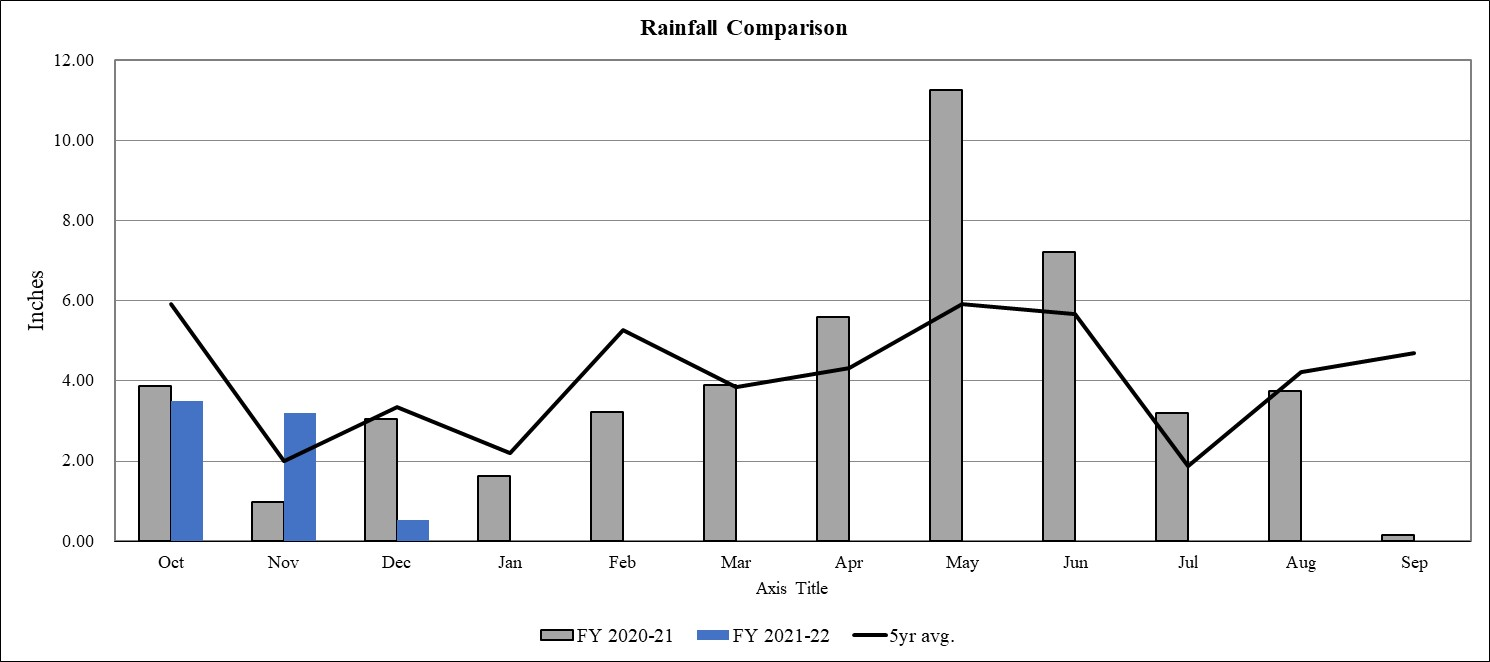 Rainfall Comparison
12.00
10.00
8.00
6.00
4.00
2.00
0.00
Inches
Oct Nov Dec Jan Feb Mar Apr May Jun Jul Aug Sep
Axis Title
FY 2020-21 FY 2021-22 5yr avg.